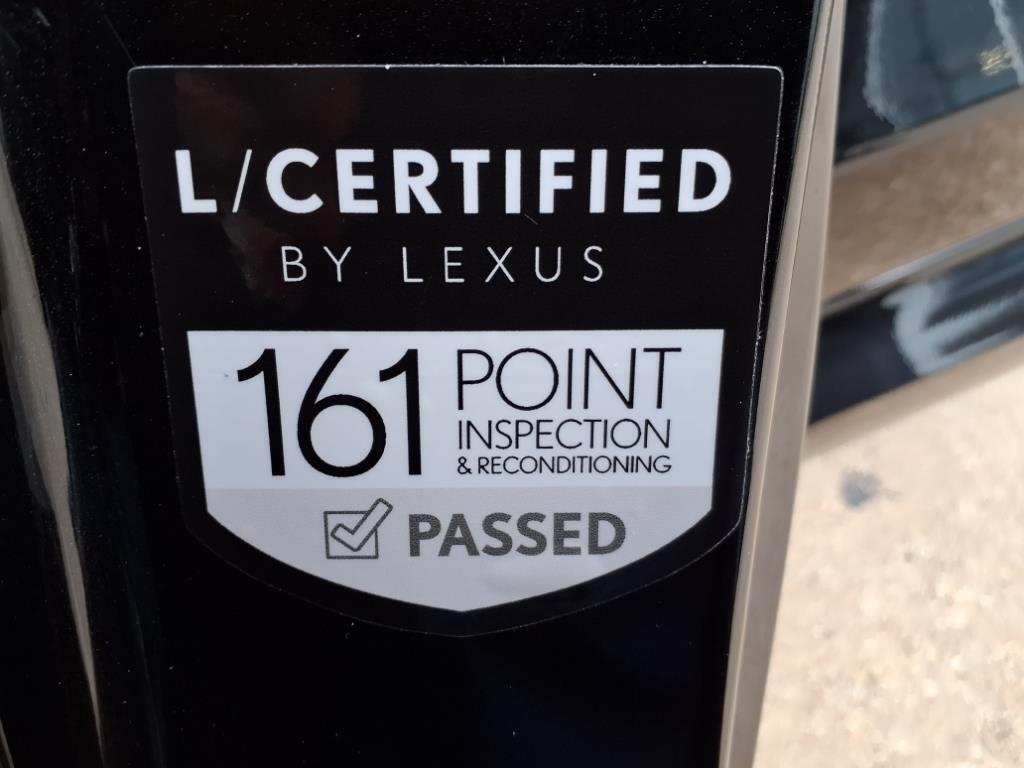 L/CERTIFIED
BY LEXUS
161 POINT
INSPECTION
& RECONDITIONING
PASSED